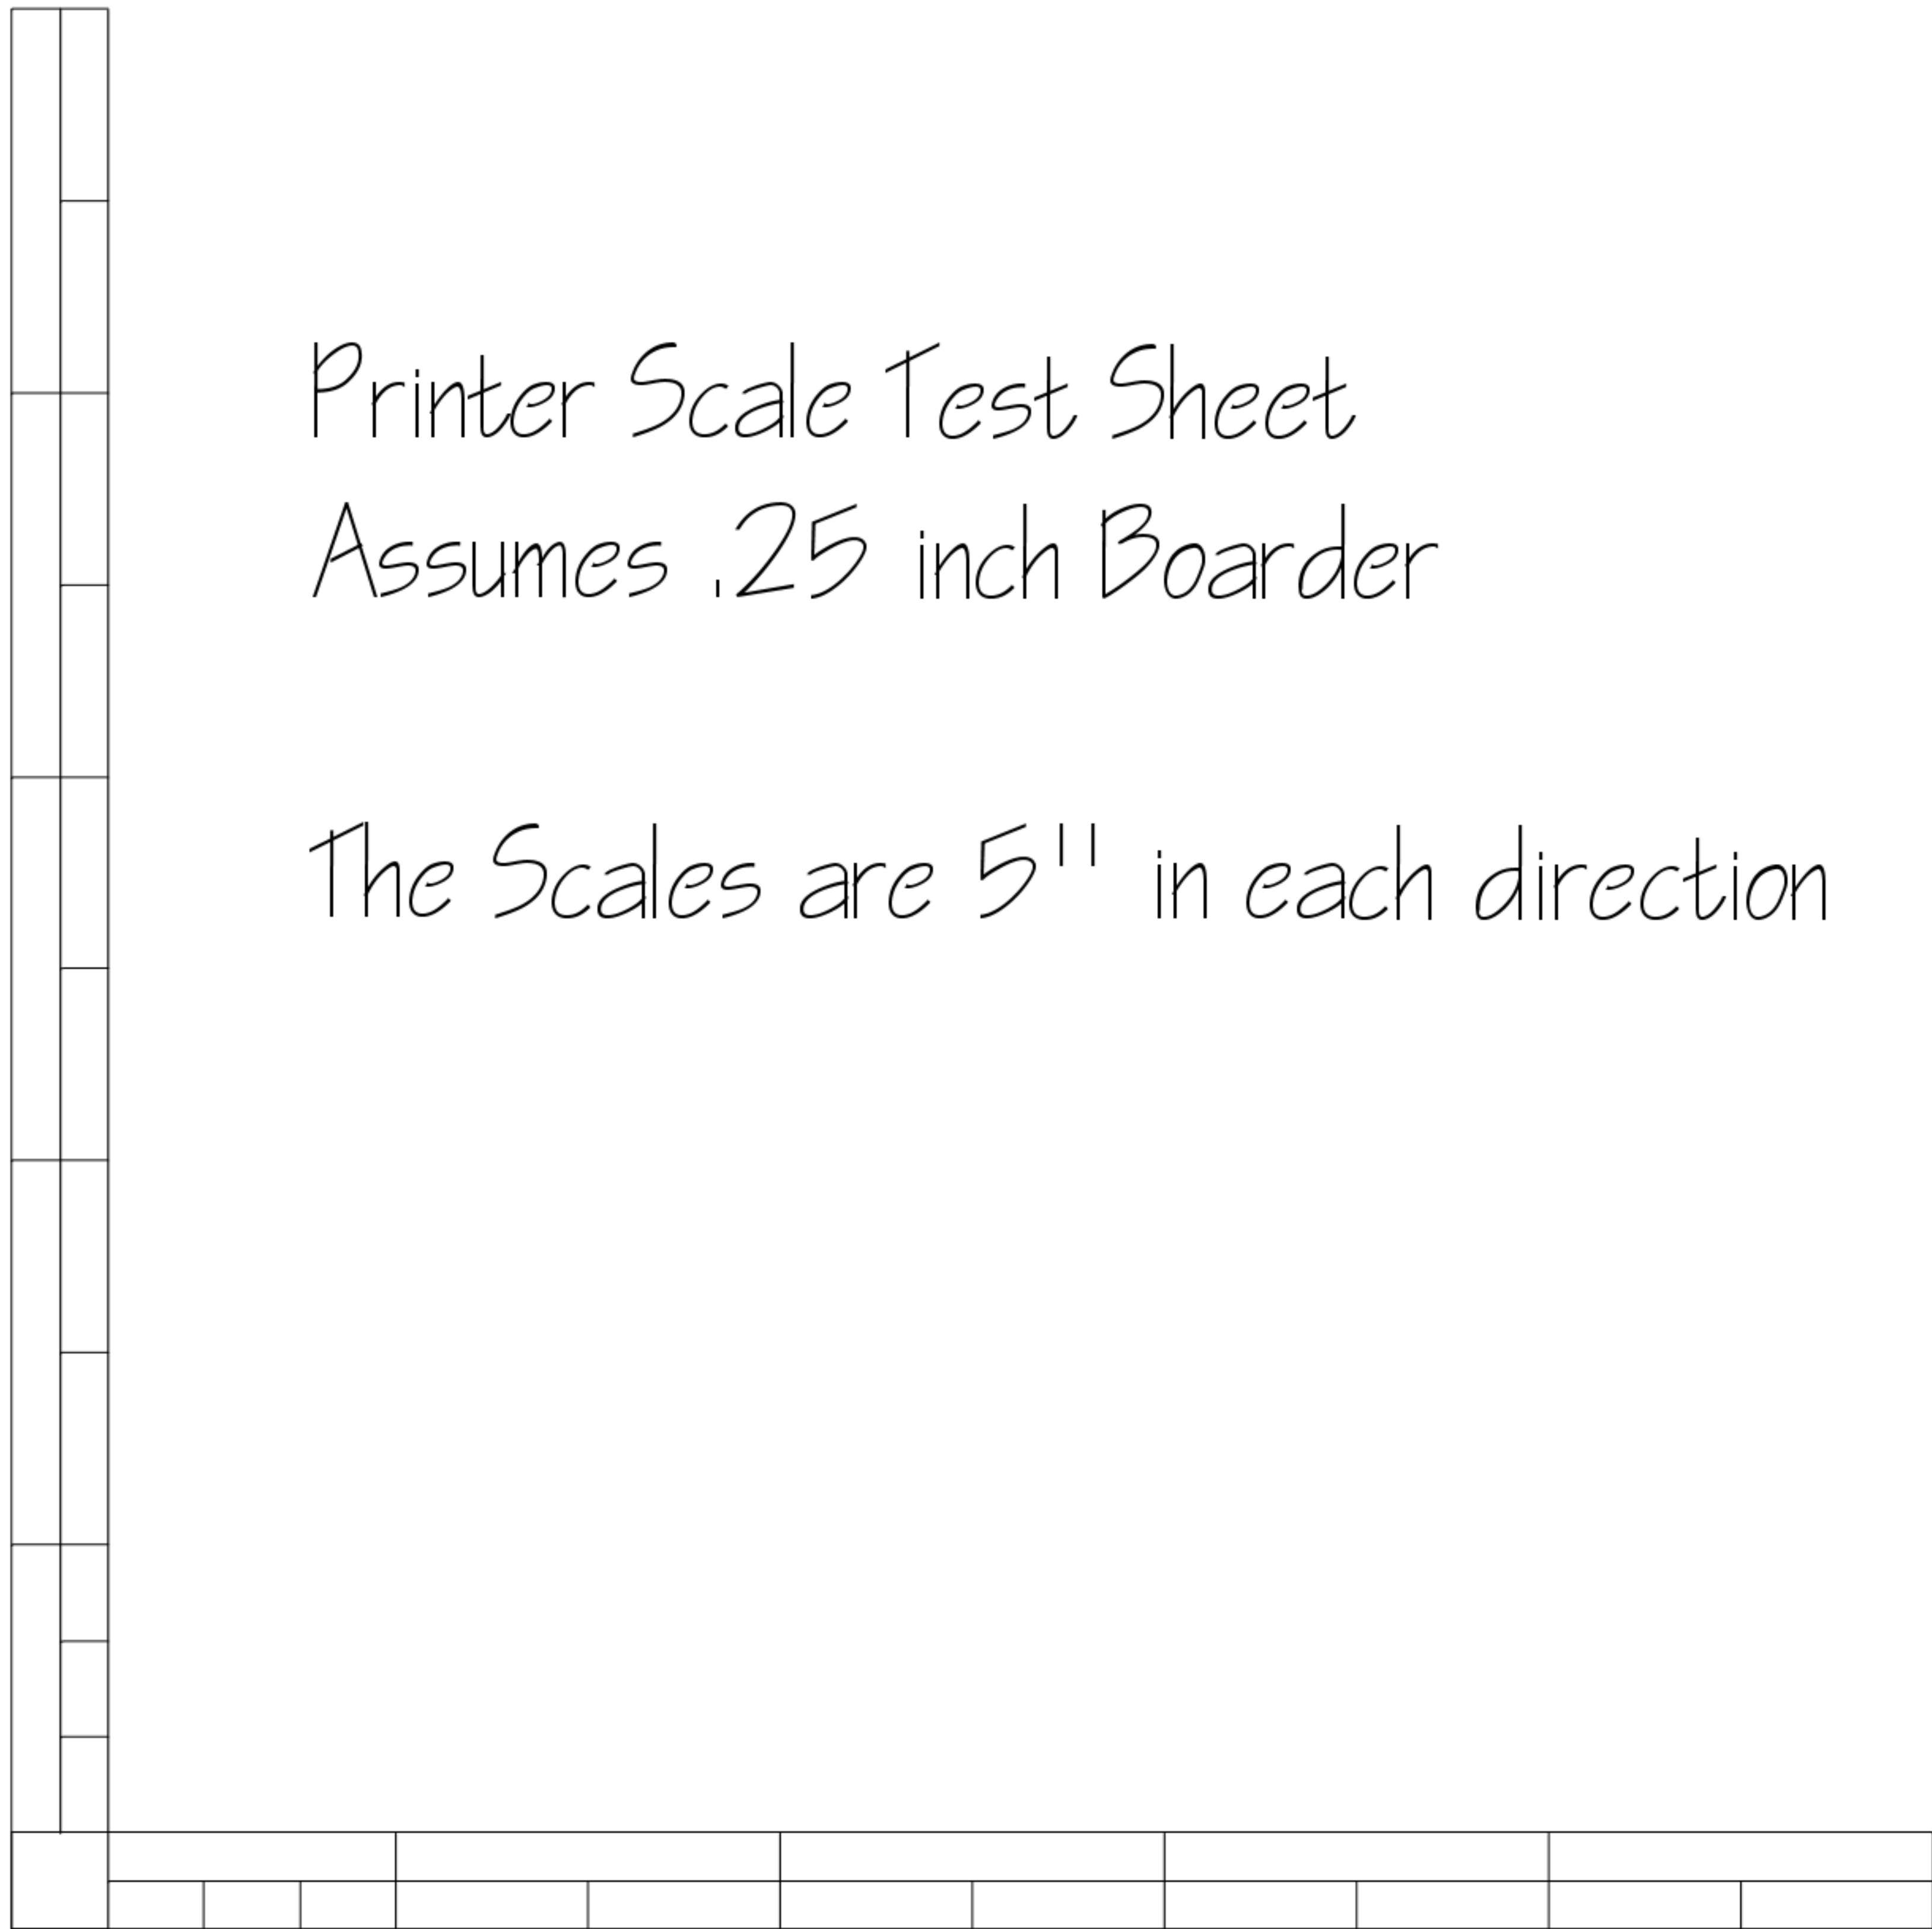 Printer Scale Test Sheet
Assumes .25 inch Boarder
The Scales are 5'' in each direction